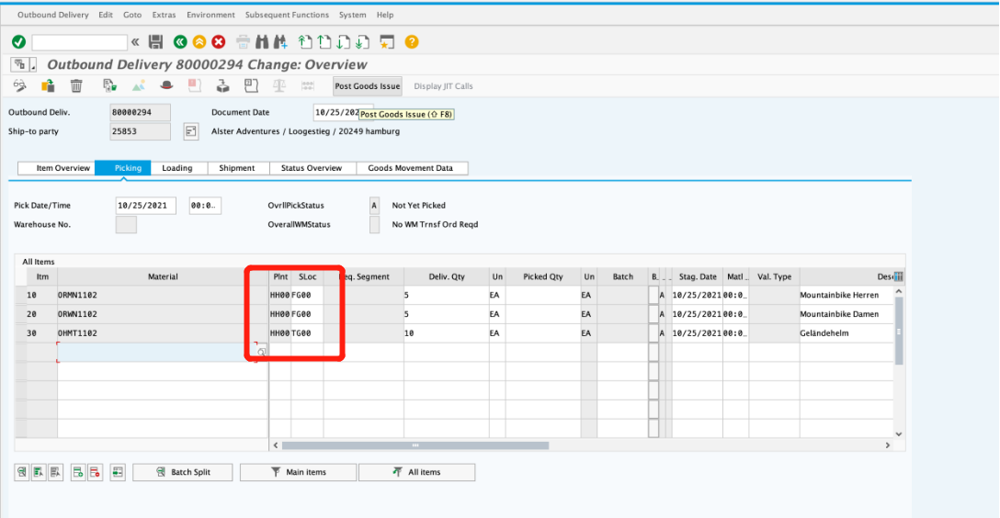 Outbound Delivery Edit Goto Extras Environment Subsequent Functions System Help
Outbound Delivery 80000294 Change: Overview
Post Goods Issue Display JIT Calls
Outbound Deliv. 80000294 Document Date 10/25/202
Post Goods Issue (⇧ F8)
Ship-to party 25853 Alster Adventures / Loogestieg / 20249 hamburg
Item Overview Picking Loading Shipment Status Overview Goods Movement Data
Pick Date/Time 10/25/2021 00:0.. OvrllPickStatus A Not Yet Picked
Warehouse No. OverallWMStatus No WM Trnsf Ord Reqd
All Items
Itm Material Plnt SLoc eq. Segment Deliv. Qty Un Picked Qty Un Batch B.. .. .. Stag. Date Matl .. Val. Type Des
10 ORMN1102 HH00 FG00 5 EA EA A 10/25/2021 00:0.. Mountainbike Herren
20 ORWN1102 HH00 FG00 5 EA EA A 10/25/2021 00:0.. Mountainbike Damen
30 OHMT1102 HH00 TG00 10 EA EA A 10/25/2021 00:0.. Geländehelm
Batch Split Main items All items